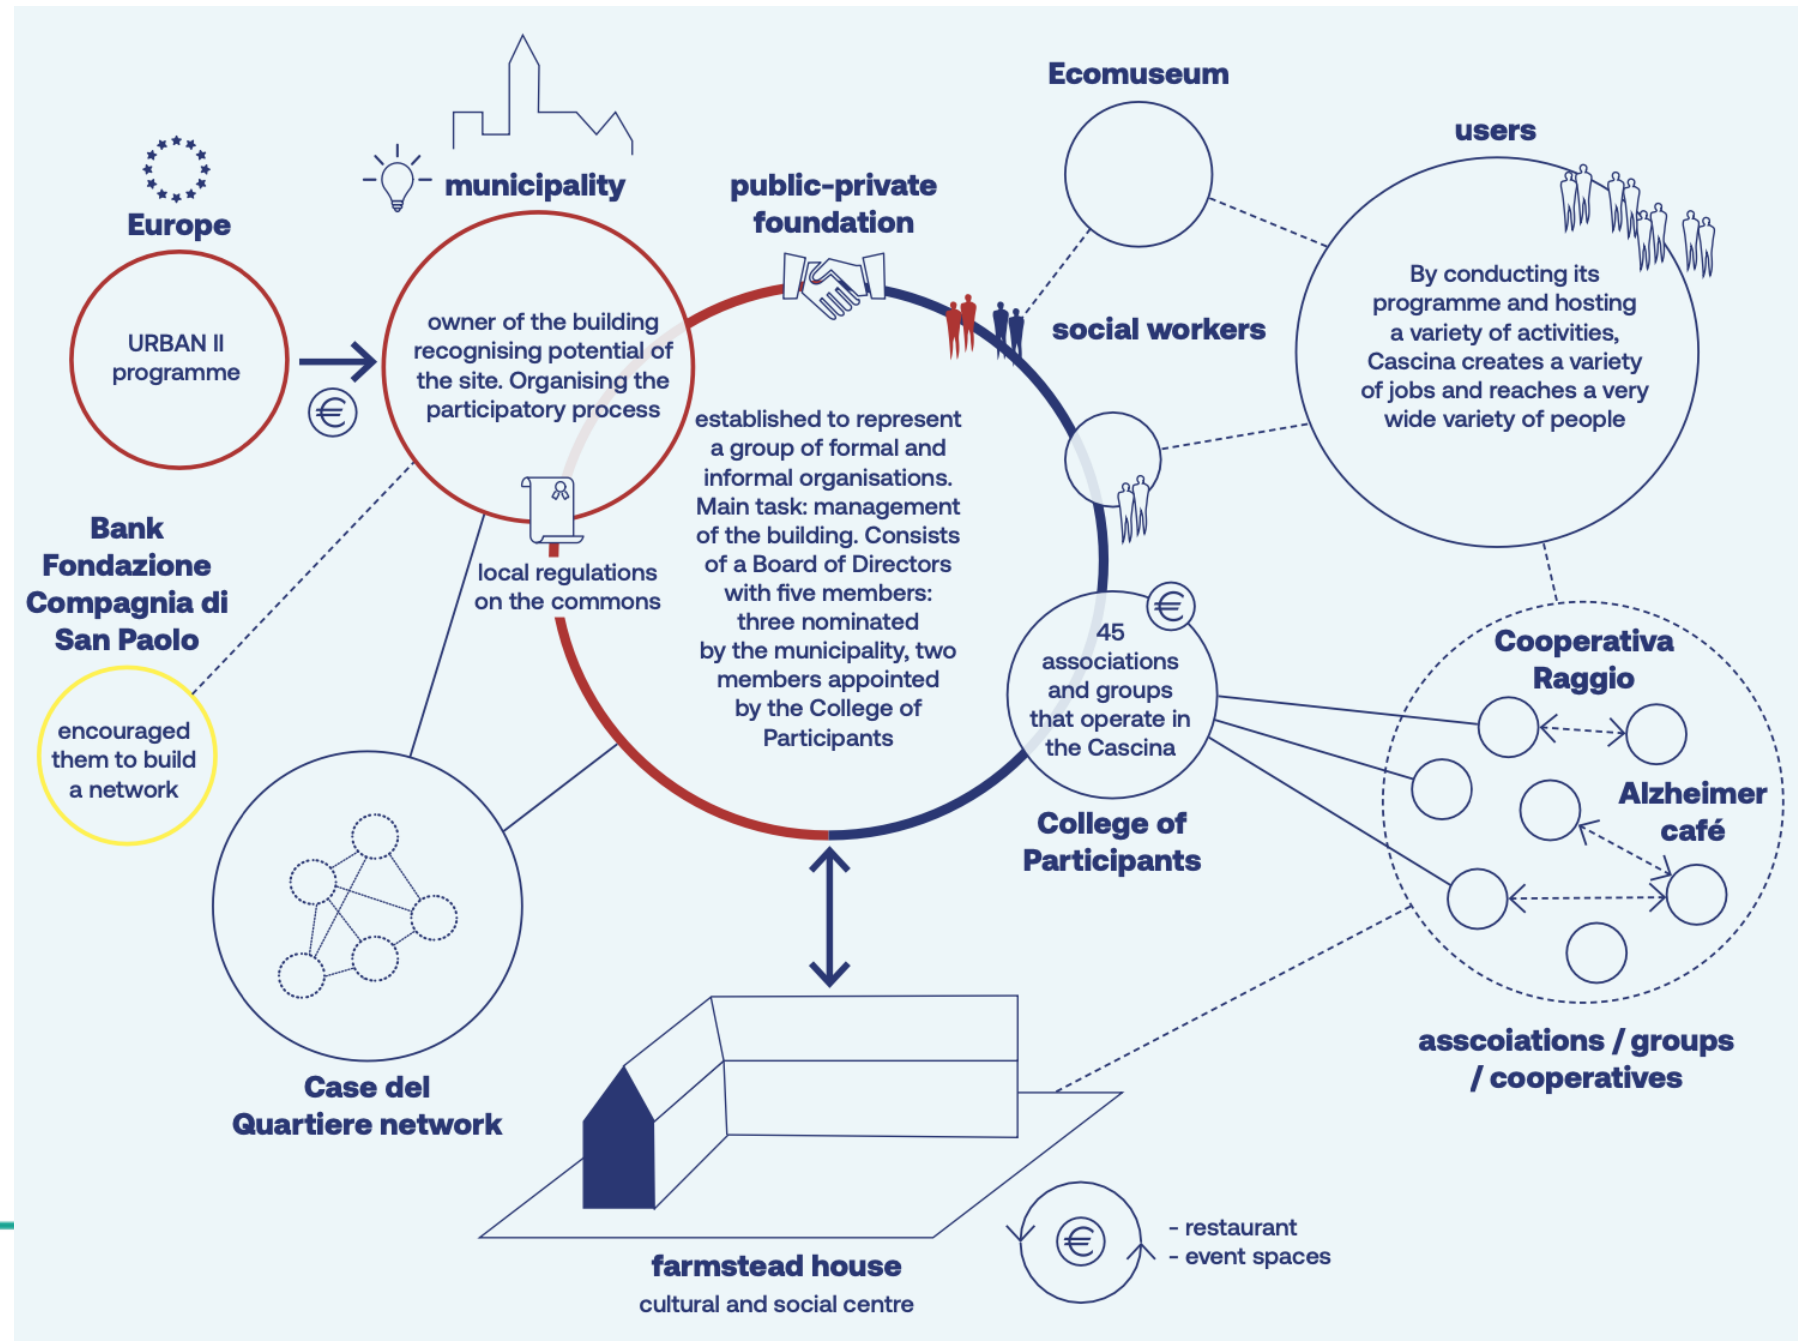 Europe
URBAN II
programme
€
municipality
owner of the building
recognising potential of
the site. Organising the
participatory process
local regulations
on the commons
Bank
Fondazione
Compagnia di
San Paolo
encouraged
them to build
a network
Case del
Quartiere network
public-private
foundation
established to represent
a group of formal and
informal organisations.
Main task: management
of the building. Consists
of a Board of Directors
with five members:
three nominated
by the municipality, two
members appointed
by the College of
Participants
Ecomuseum
social workers
users
By conducting its
programme and hosting
a variety of activities,
Cascina creates a variety
of jobs and reaches a very
wide variety of people
€
45
associations
and groups
that operate in
the Cascina
College of
Participants
Cooperativa
Raggio
Alzheimer
café
asscoiations / groups
/ cooperatives
farmstead house
cultural and social centre
€
- restaurant
- event spaces